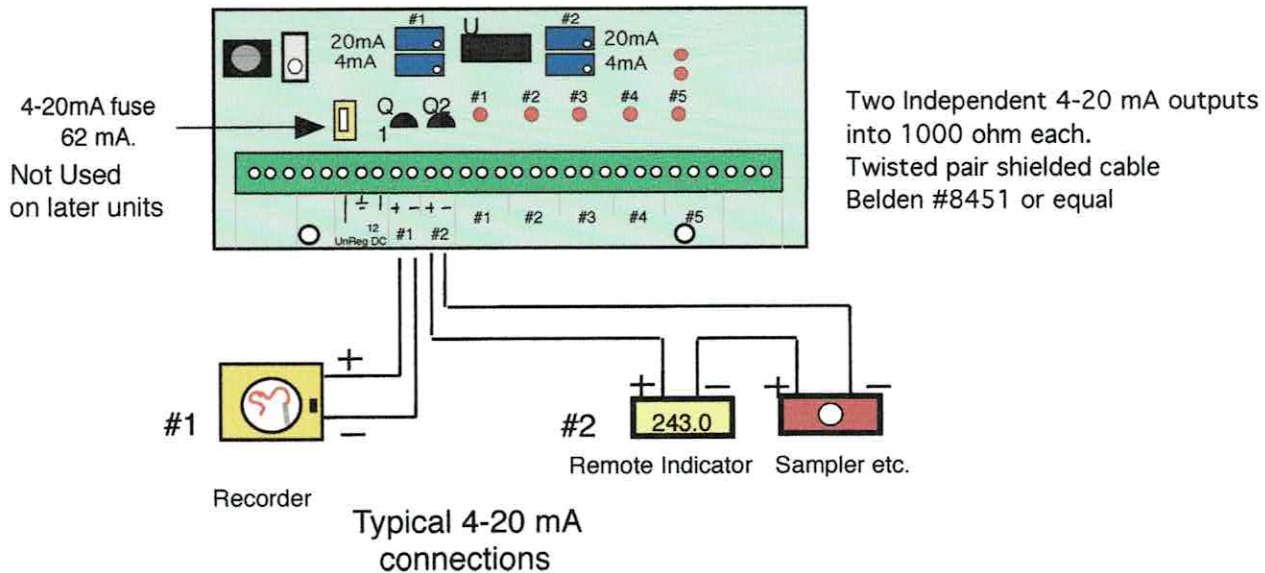 #1 U #2
20mA 20mA
4mA 4mA
4-20mA fuse
62 mA.
Not Used
on later units
Q
1
Q2
#1 #2 #3 #4 #5
Two Independent 4-20 mA outputs
into 1000 ohm each.
Twisted pair shielded cable
Belden #8451 or equal
+ - + -
12
UnReg DC
#1 #2
#1 #2 #3 #4 #5
+
−
#1
Recorder
+ − + −
#2
243.0
Remote Indicator Sampler etc.
Typical 4-20 mA
connections